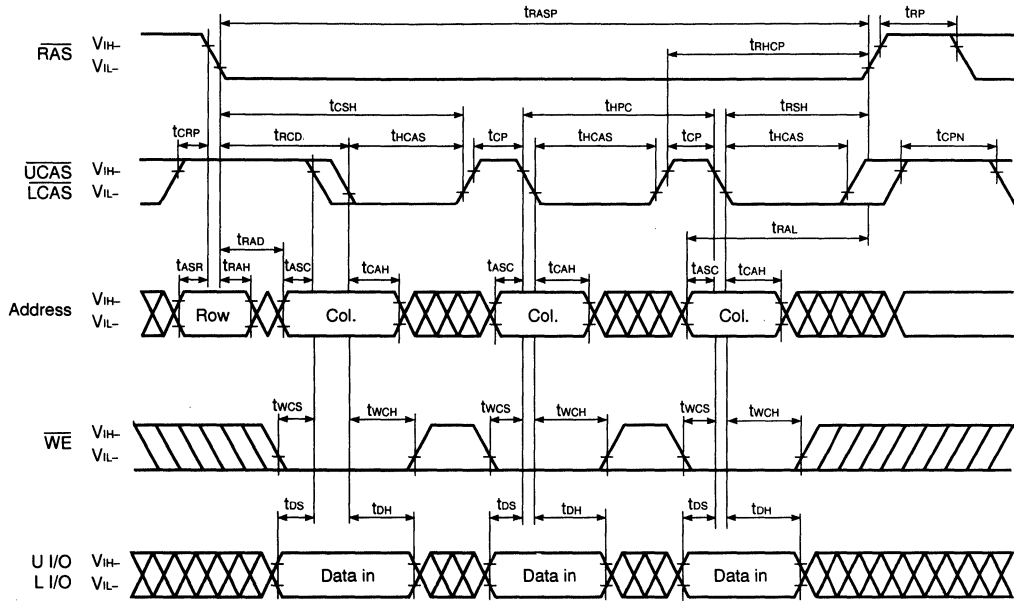 tRASP
tRP
RAS VIH–
VIL–
tRHCP
tCSH
tHPC
tRSH
tCRP tRCD. tHCAS tCP tHCAS tCP tHCAS tCPN
UCAS VIH–
LCAS VIL–
tRAD
tRAL
tASR tRAH tASC tCAH tASC tCAH tASC tCAH
Address VIH–
VIL–
Row Col. Col. Col.
tWCS tWCH tWCS tWCH tWCS tWCH
WE VIH–
VIL–
tDS tDH tDS tDH tDS tDH
U I/O VIH–
L I/O VIL–
Data in Data in Data in